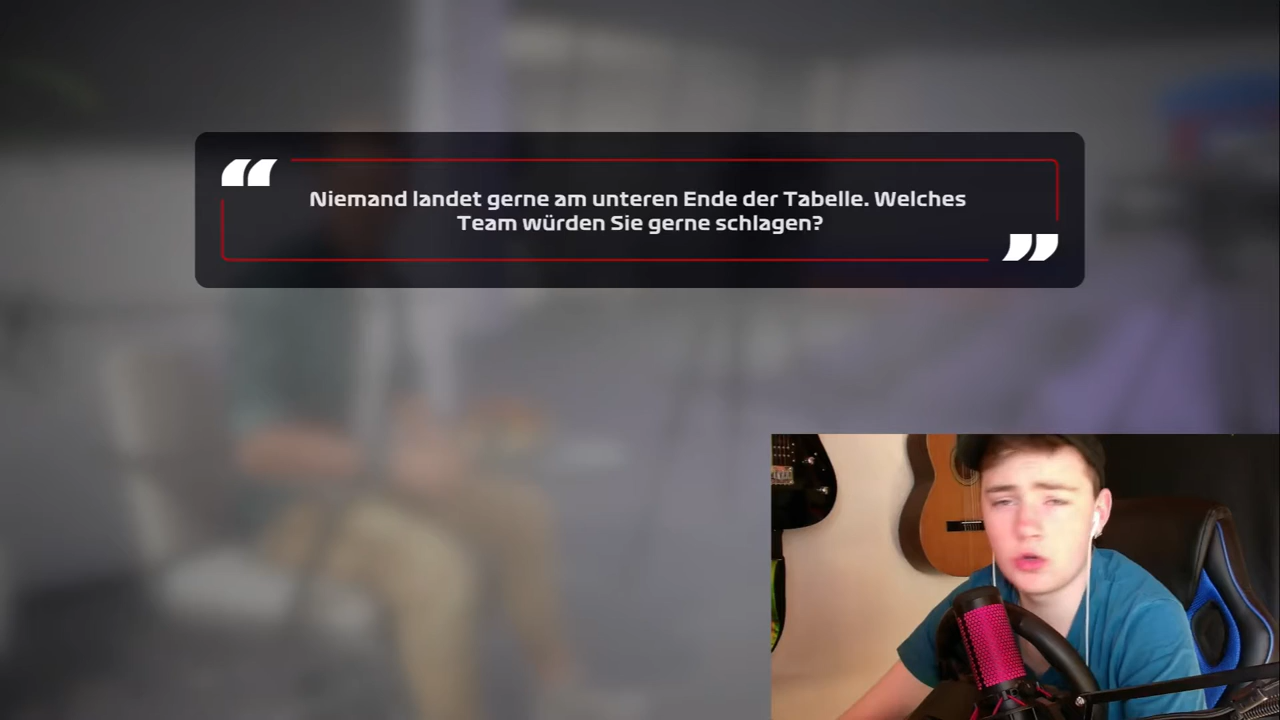 Niemand landet gerne am unteren Ende der Tabelle. Welches
Team würden Sie gerne schlagen?